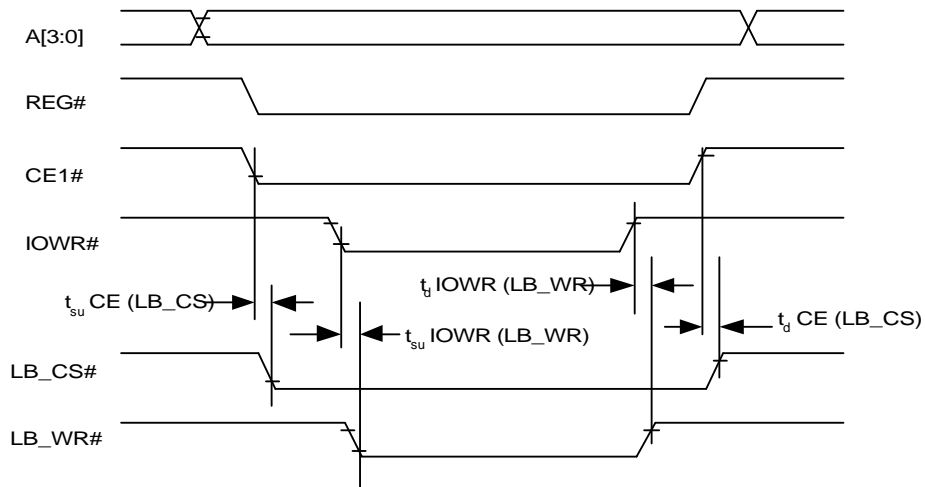 A[3:0]
REG#
CE1#
IOWR#
t_su CE (LB_CS)
t_d IOWR (LB_WR)
t_su IOWR (LB_WR)
t_d CE (LB_CS)
LB_CS#
LB_WR#